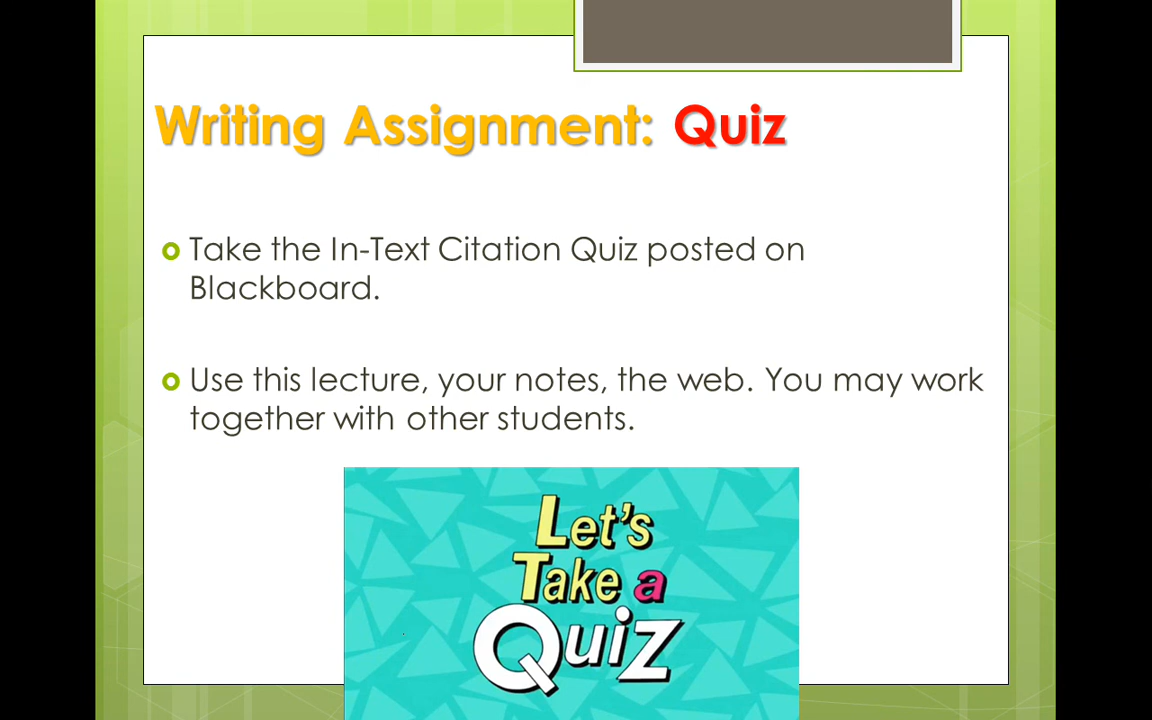 Writing Assignment: Quiz
Take the In-Text Citation Quiz posted on
Blackboard.
Use this lecture, your notes, the web. You may work
together with other students.
Let's
Take a
Quiz